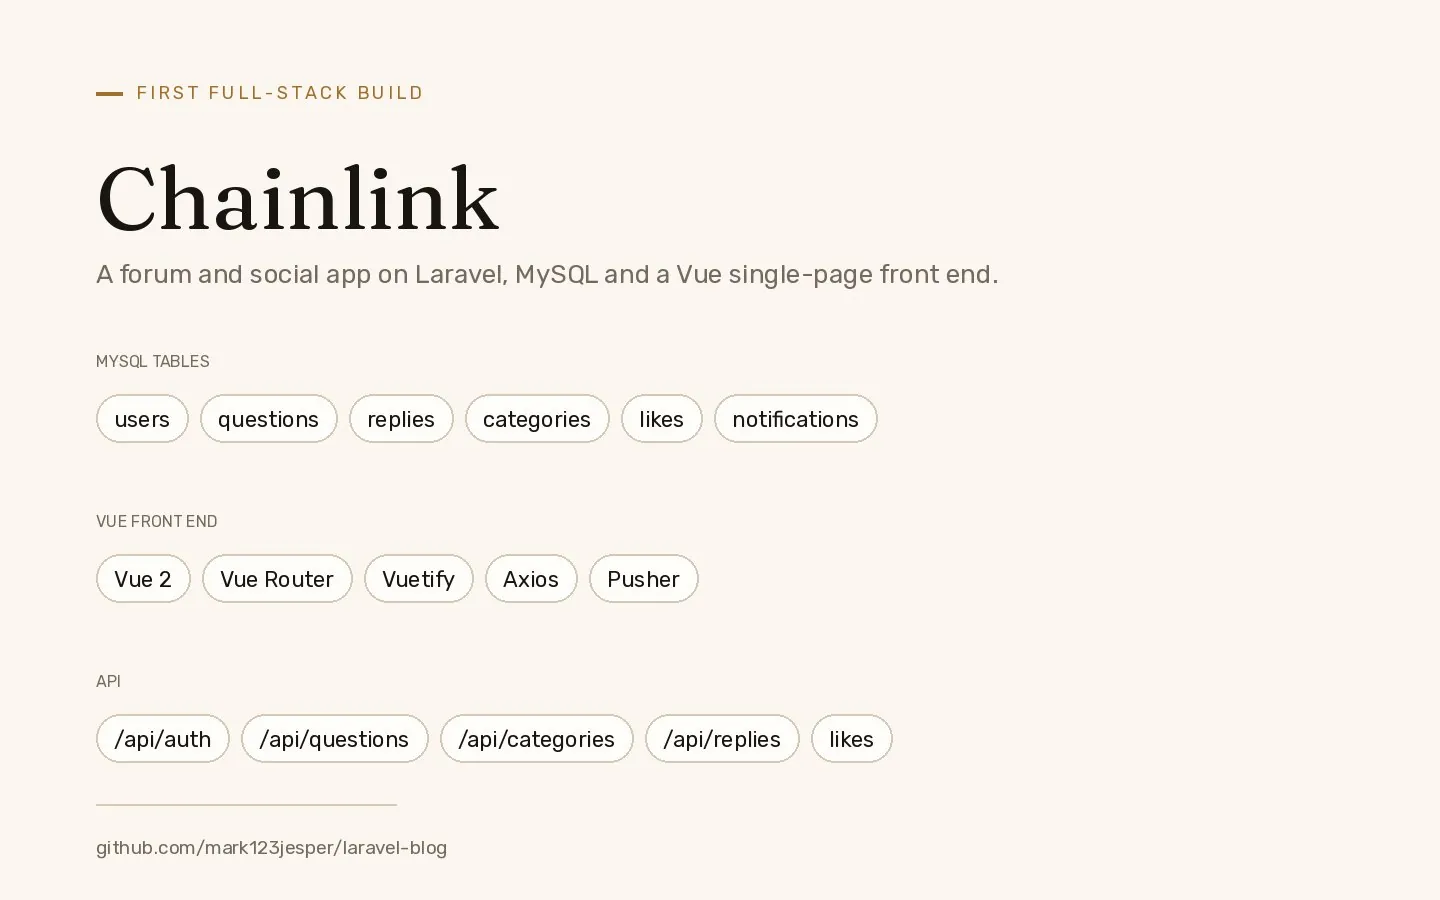 FIRST FULL-STACK BUILD
Chainlink
A forum and social app on Laravel, MySQL and a Vue single-page front end.
MYSQL TABLES
users questions replies categories likes notifications
VUE FRONT END
Vue 2 Vue Router Vuetify Axios Pusher
API
/api/auth /api/questions /api/categories /api/replies likes
github.com/mark123jesper/laravel-blog